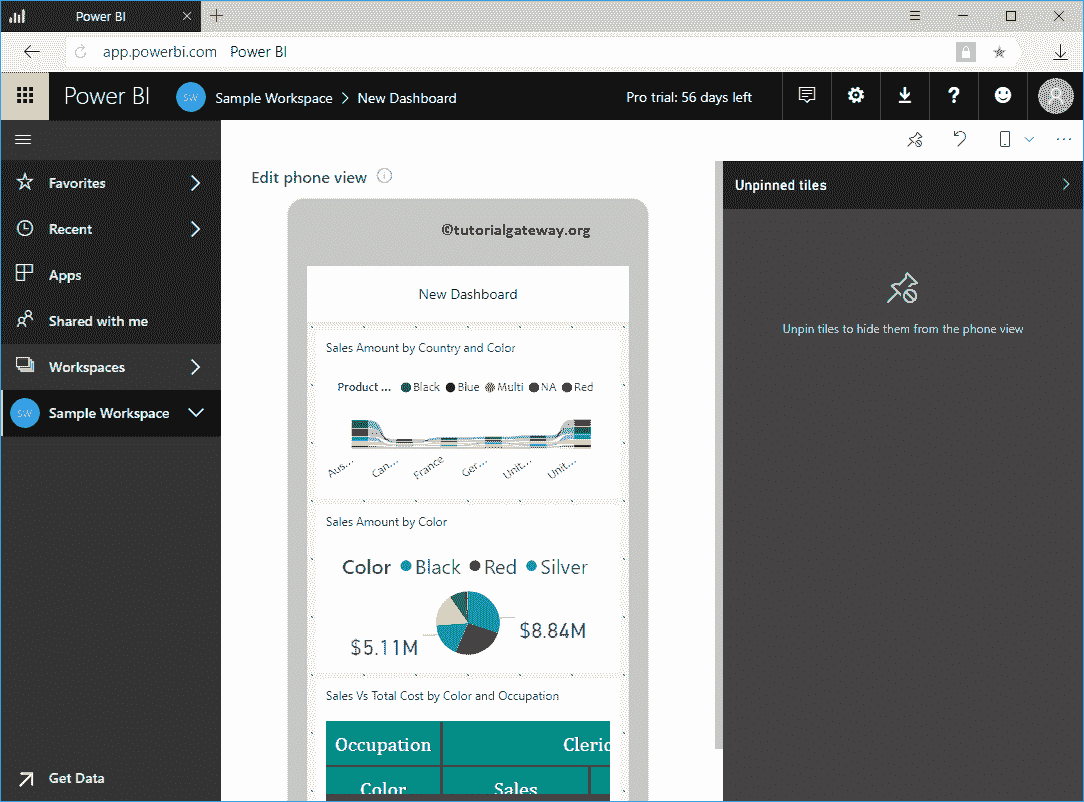 Power BI
app.powerbi.com Power BI
Power BI SW Sample Workspace > New Dashboard Pro trial: 56 days left ?
Edit phone view
Favorites
Recent
Apps
Shared with me
Workspaces
SW Sample Workspace
Get Data
©tutorialgateway.org
New Dashboard
Sales Amount by Country and Color
Product ... Black Blue Multi NA Red
Aus... Can... France Ger... Unit... Unit...
Sales Amount by Color
Color Black Red Silver
$8.84M
$5.11M
Sales Vs Total Cost by Color and Occupation
Occupation Cleric
Color Sales
Unpinned tiles
Unpin tiles to hide them from the phone view